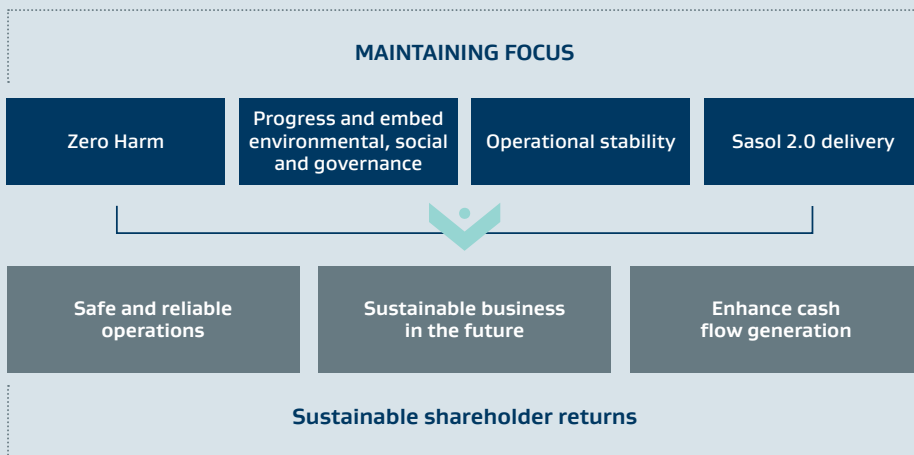 MAINTAINING FOCUS
Zero Harm
Progress and embed
environmental, social
and governance
Operational stability
Sasol 2.0 delivery
Safe and reliable
operations
Sustainable business
in the future
Enhance cash
flow generation
Sustainable shareholder returns